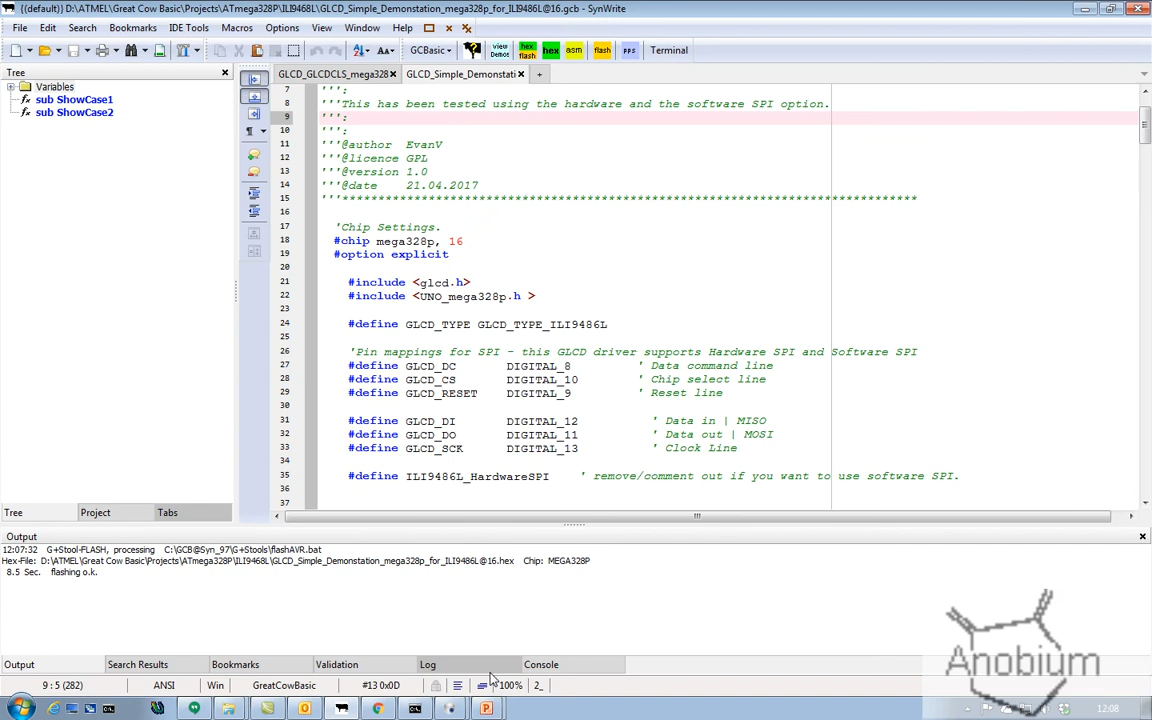 {(default)} D:\ATMEL\Great Cow Basic\Projects\ATmega328P\ILI9468L\GLCD_Simple_Demonstation_mega328p_for_ILI9486L@16.gcb - SynWrite
File Edit Search Bookmarks IDE Tools Macros Options View Window Help
GCBasic view Demos hex flash hex asm flash PPS Terminal
Tree
GLCD_GLCDCLS_mega328 GLCD_Simple_Demonstati +
Variables
sub ShowCase1
sub ShowCase2
7 ''':
8 '''This has been tested using the hardware and the software SPI option.
9 ''':
10 ''':
11 '''@author EvanV
12 '''@licence GPL
13 '''@version 1.0
14 '''@date 21.04.2017
15 '''********************************************************************************
16
17 'Chip Settings.
18 #chip mega328p, 16
19 #option explicit
20
21 #include <glcd.h>
22 #include <UNO_mega328p.h >
23
24 #define GLCD_TYPE GLCD_TYPE_ILI9486L
25
26 'Pin mappings for SPI - this GLCD driver supports Hardware SPI and Software SPI
27 #define GLCD_DC DIGITAL_8 ' Data command line
28 #define GLCD_CS DIGITAL_10 ' Chip select line
29 #define GLCD_RESET DIGITAL_9 ' Reset line
30
31 #define GLCD_DI DIGITAL_12 ' Data in | MISO
32 #define GLCD_DO DIGITAL_11 ' Data out | MOSI
33 #define GLCD_SCK DIGITAL_13 ' Clock Line
34
35 #define ILI9486L_HardwareSPI ' remove/comment out if you want to use software SPI.
36
37
Tree Project Tabs
Output
12:07:32 G+Stool-FLASH, processing C:\GCB@Syn_97\G+Stools\flashAVR.bat
Hex-File: D:\ATMEL\Great Cow Basic\Projects\ATmega328P\ILI9468L\GLCD_Simple_Demonstation_mega328p_for_ILI9486L@16.hex Chip: MEGA328P
8.5 Sec. flashing o.k.
Output Search Results Bookmarks Validation Log Console
9 : 5 (282) ANSI Win GreatCowBasic #13 0x0D 100% 2_
Anobium
12:08